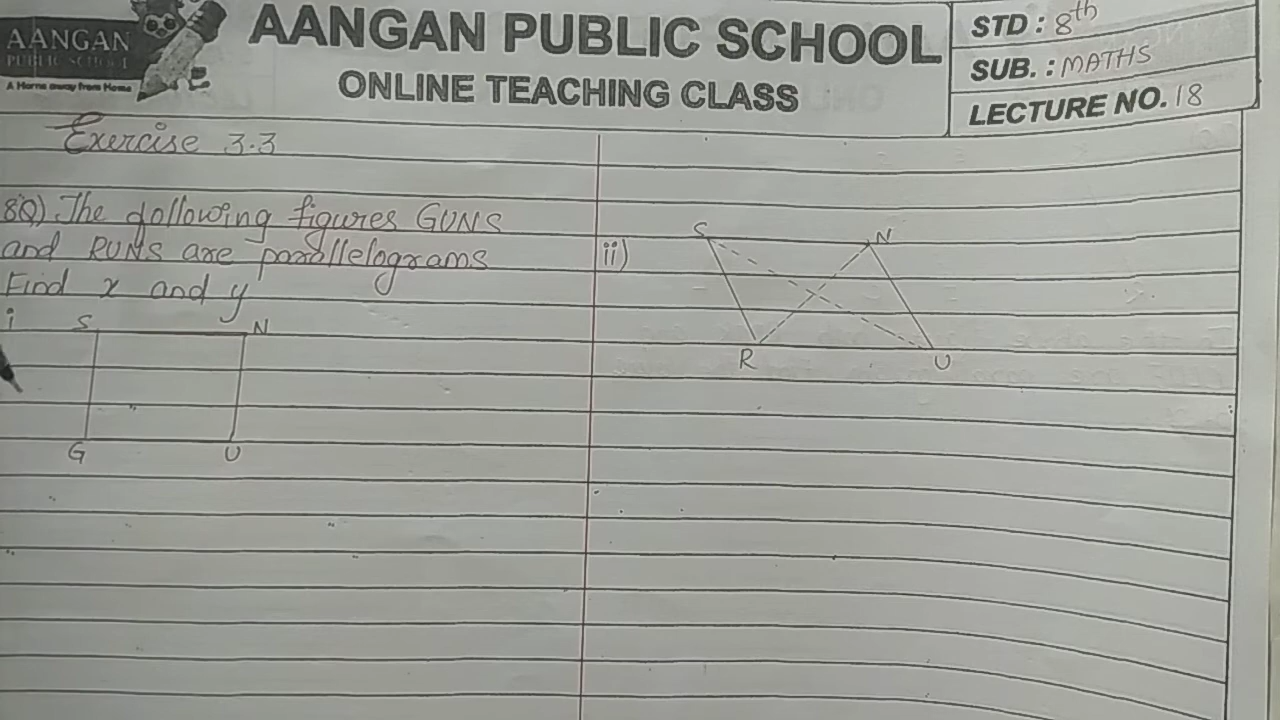 AANGAN
PUBLIC SCHOOL
A Home away from Home
AANGAN PUBLIC SCHOOL
ONLINE TEACHING CLASS
STD : 8th
SUB. : MATHS
LECTURE NO. 18
Exercise 3.3
8Q) The following figures GUNS
and RUNS are parallelograms
Find x and y
i
S N
G U
ii)
S N
R U